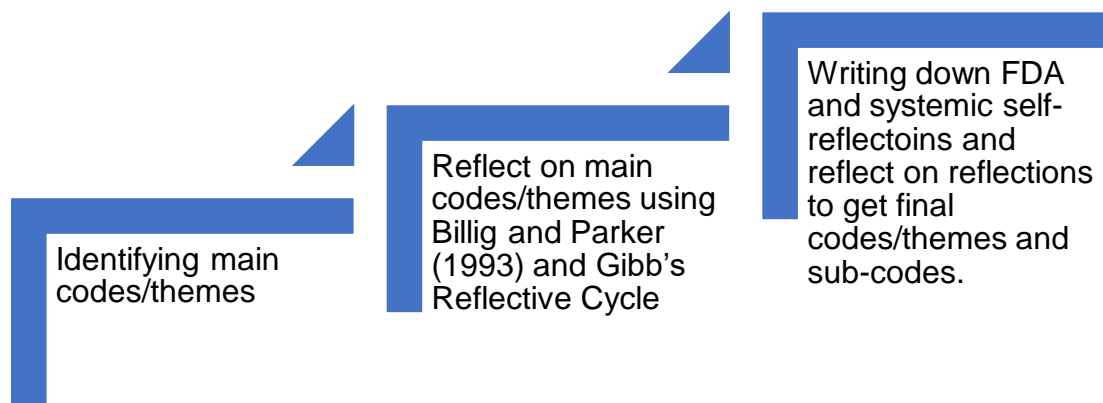 Identifying main
codes/themes
Reflect on main
codes/themes using
Billig and Parker
(1993) and Gibb’s
Reflective Cycle
Writing down FDA
and systemic self-
reflectoins and
reflect on reflections
to get final
codes/themes and
sub-codes.